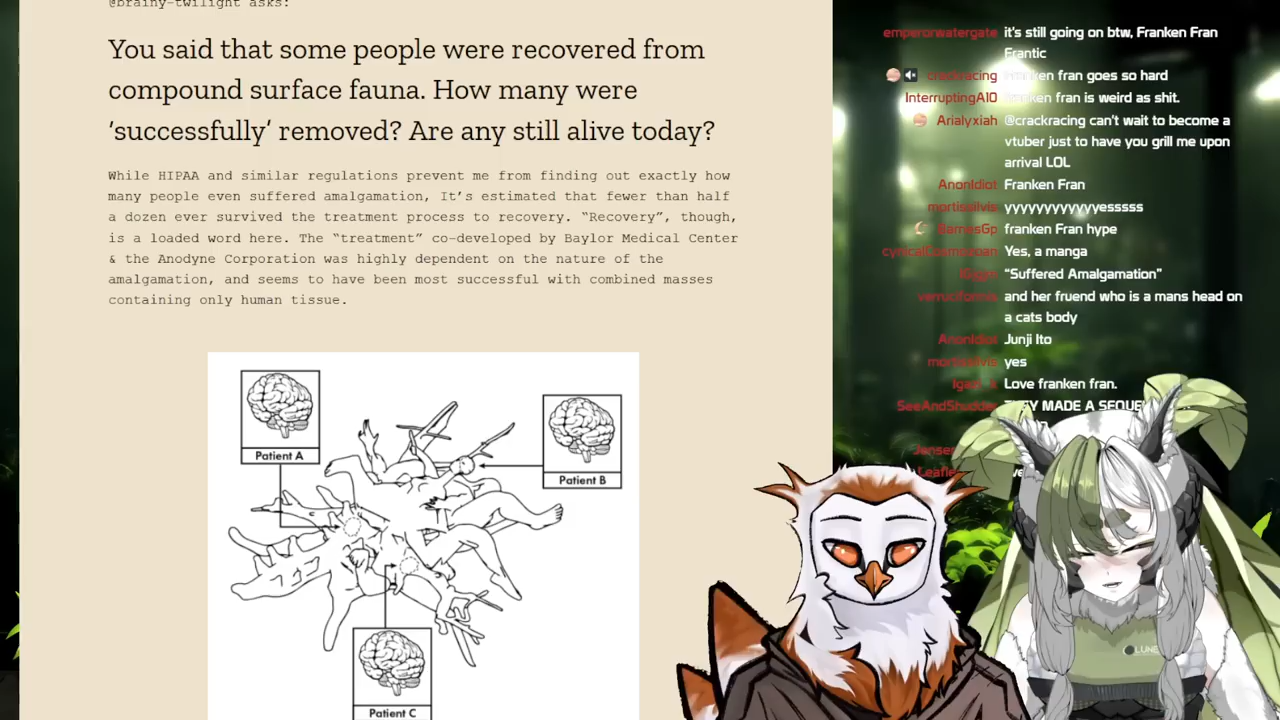 @brainy-twilight asks:
You said that some people were recovered from
compound surface fauna. How many were
‘successfully’ removed? Are any still alive today?
While HIPAA and similar regulations prevent me from finding out exactly how
many people even suffered amalgamation, It’s estimated that fewer than half
a dozen ever survived the treatment process to recovery. “Recovery”, though,
is a loaded word here. The “treatment” co-developed by Baylor Medical Center
& the Anodyne Corporation was highly dependent on the nature of the
amalgamation, and seems to have been most successful with combined masses
containing only human tissue.
Patient A
Patient B
Patient C
emperorwatergate it's still going on btw, Franken Fran
Frantic
crackracing franken fran goes so hard
InterruptingA10 franken fran is weird as shit.
Arialyxiah @crackracing can't wait to become a
vtuber just to have you grill me upon
arrival LOL
AnonIdiot Franken Fran
mortissilvis yyyyyyyyyyyyesssss
franken Fran hype
Yes, a manga
“Suffered Amalgamation”
and her fruend who is a mans head on
a cats body
AnonIdiot Junji Ito
mortissilvis yes
Love franken fran.
SeeAndShudder THEY MADE A
LUNE